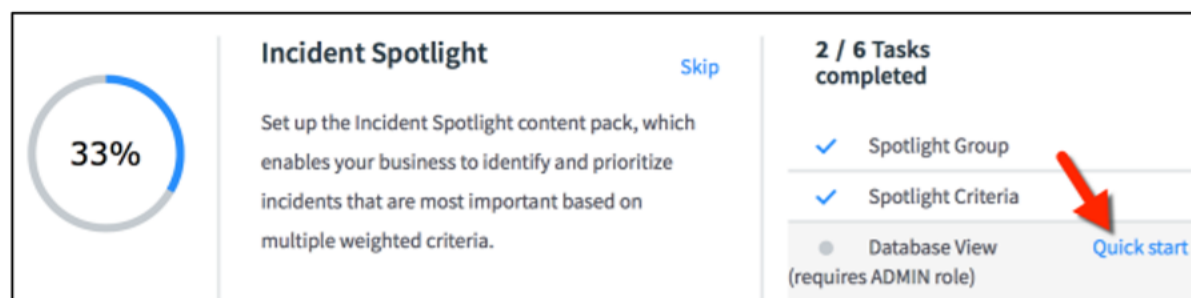 33%
Incident Spotlight
Skip
Set up the Incident Spotlight content pack, which
enables your business to identify and prioritize
incidents that are most important based on
multiple weighted criteria.
2 / 6 Tasks
completed
Spotlight Group
Spotlight Criteria
Database View Quick start
(requires ADMIN role)